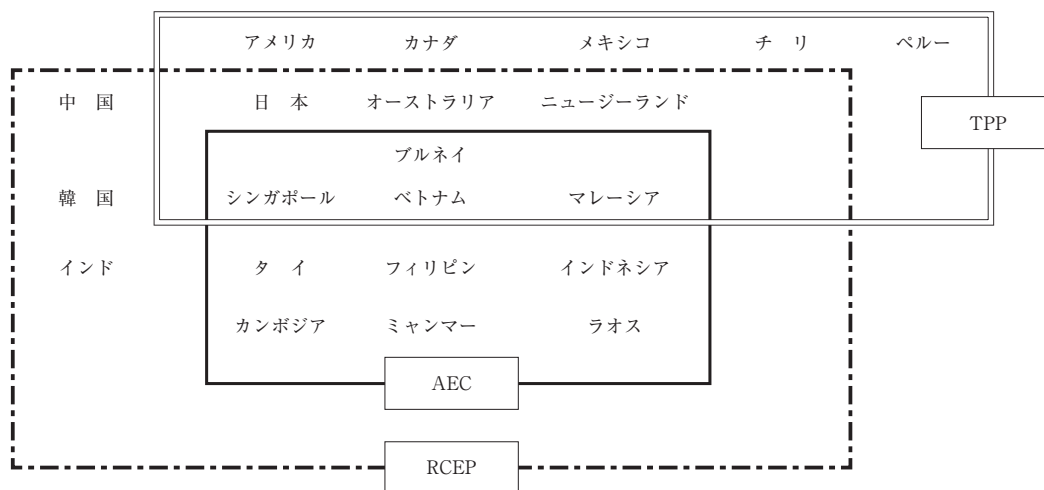 アメリカ カナダ メキシコ チ リ ペルー
中 国 日 本 オーストラリア ニュージーランド
TPP
ブルネイ
韓 国 シンガポール ベトナム マレーシア
インド タ イ フィリピン インドネシア
カンボジア ミャンマー ラオス
AEC
RCEP